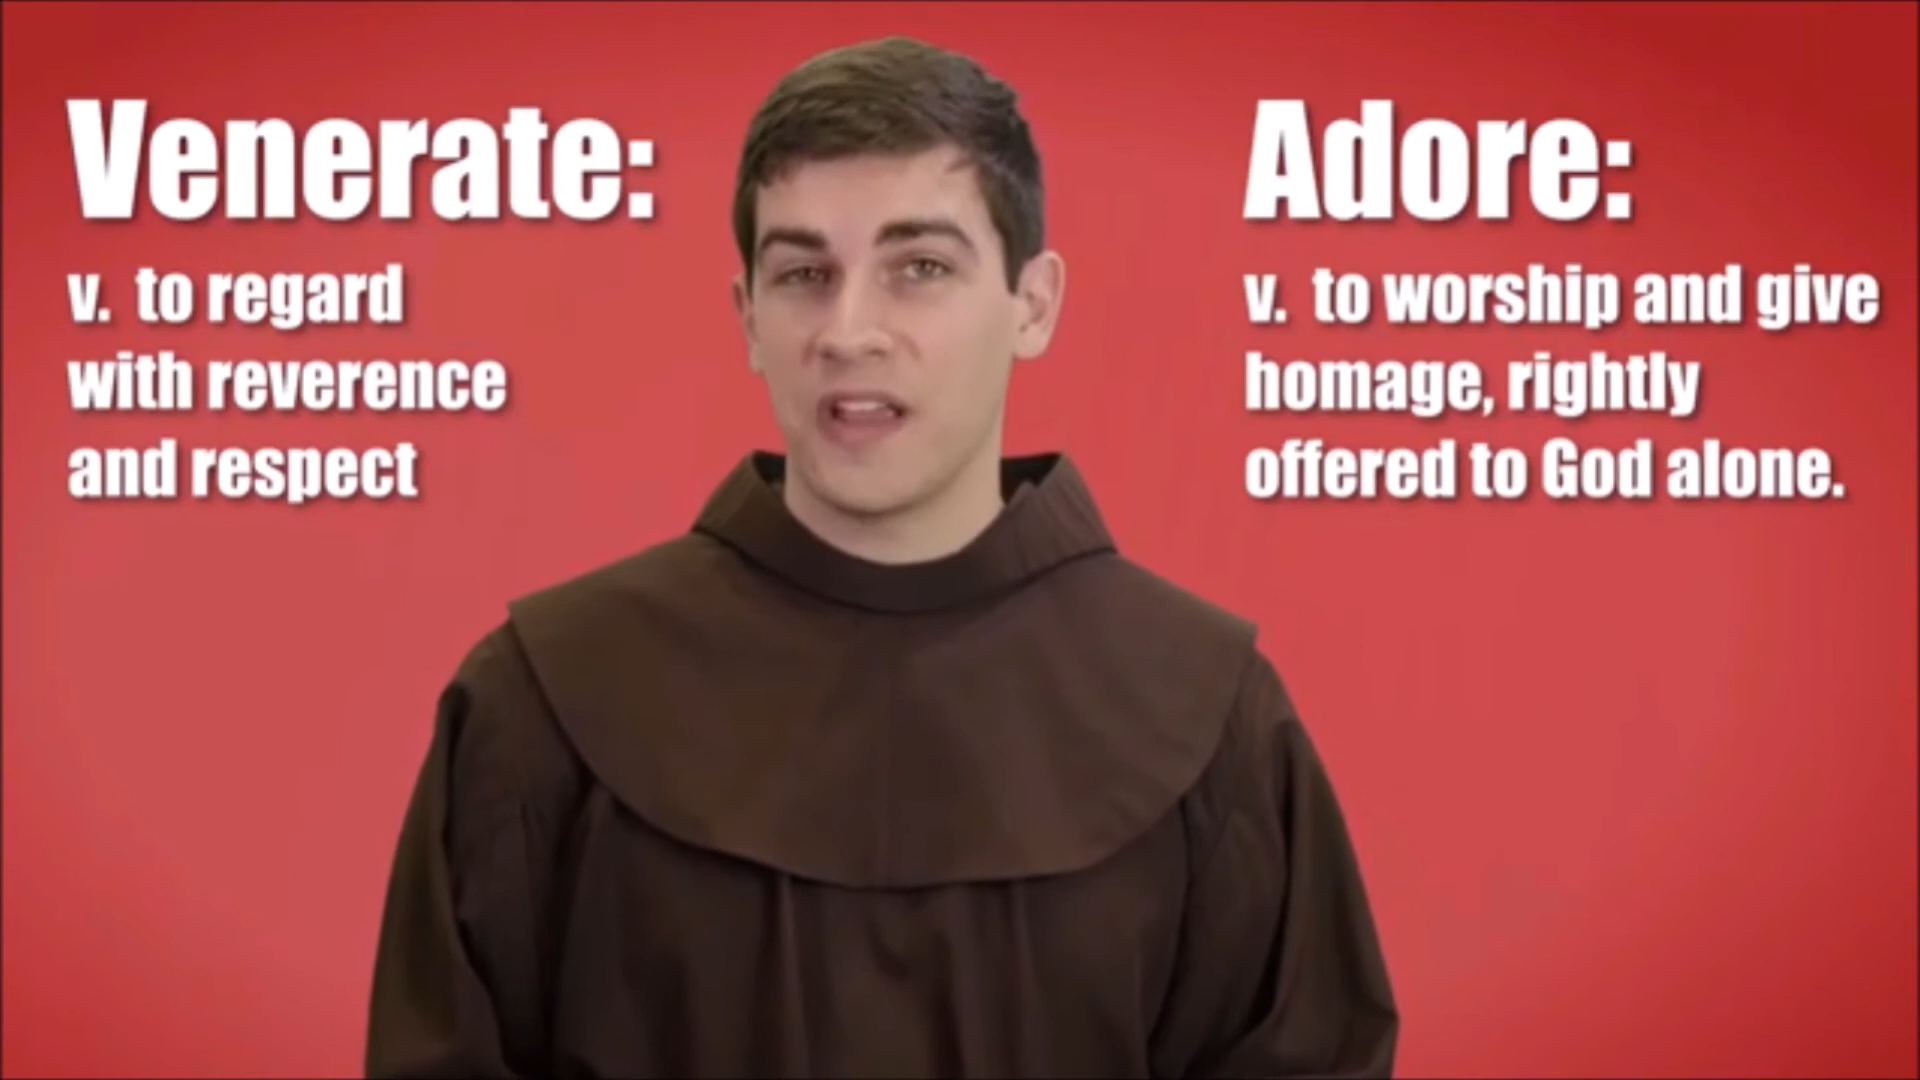 Venerate:
v. to regard
with reverence
and respect
Adore:
v. to worship and give
homage, rightly
offered to God alone.